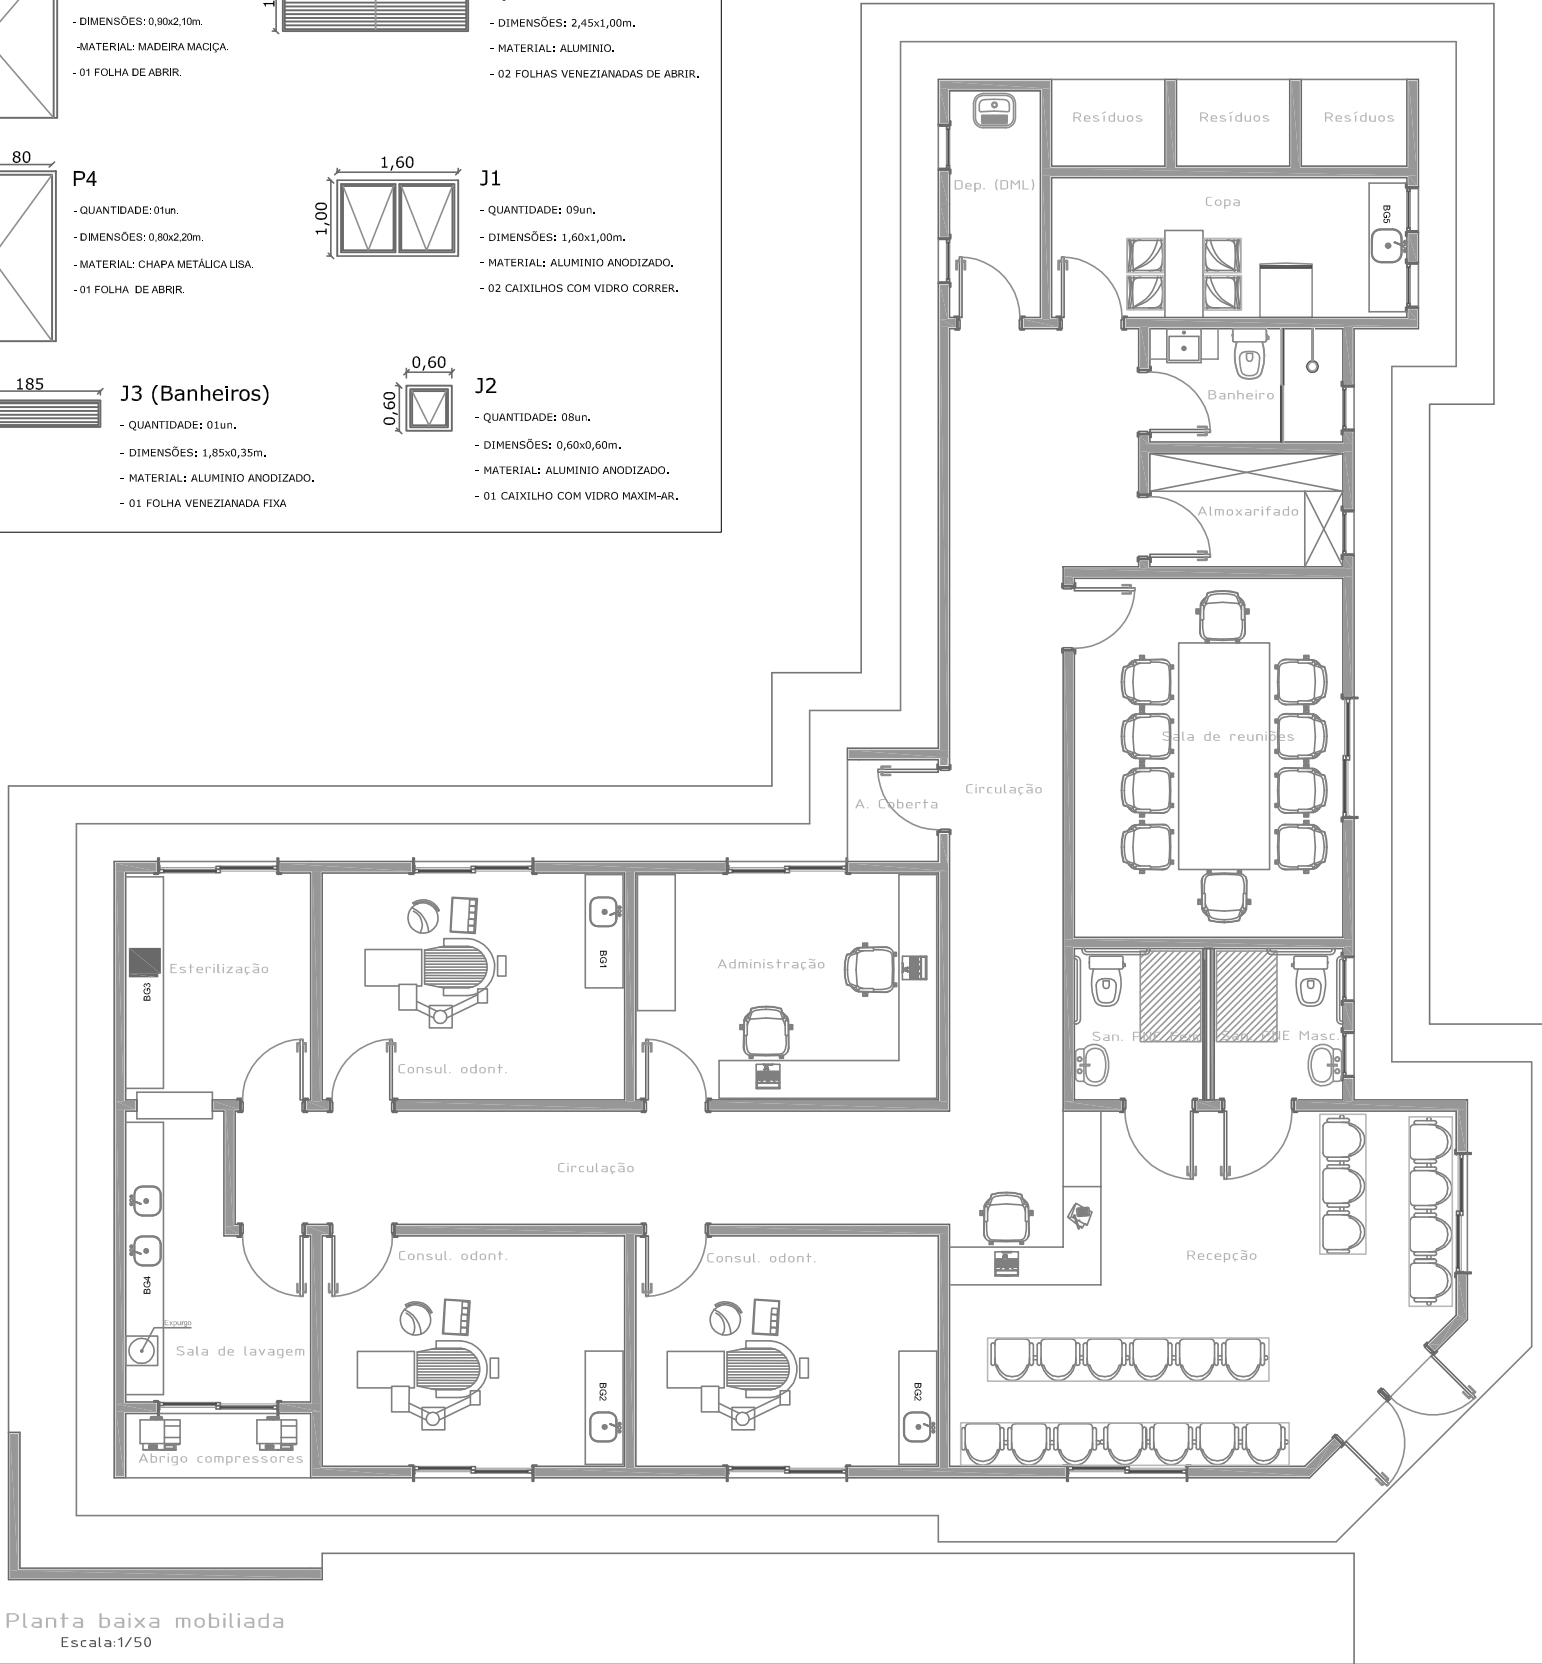 - DIMENSÕES: 0,90x2,10m.
-MATERIAL: MADEIRA MACIÇA.
- 01 FOLHA DE ABRIR.
- DIMENSÕES: 2,45x1,00m.
- MATERIAL: ALUMINIO.
- 02 FOLHAS VENEZIANADAS DE ABRIR.
80
P4
- QUANTIDADE: 01un.
- DIMENSÕES: 0,80x2,20m.
- MATERIAL: CHAPA METÁLICA LISA.
- 01 FOLHA DE ABRIR.
1,60
1,00
J1
- QUANTIDADE: 09un.
- DIMENSÕES: 1,60x1,00m.
- MATERIAL: ALUMINIO ANODIZADO.
- 02 CAIXILHOS COM VIDRO CORRER.
185
J3 (Banheiros)
- QUANTIDADE: 01un.
- DIMENSÕES: 1,85x0,35m.
- MATERIAL: ALUMINIO ANODIZADO.
- 01 FOLHA VENEZIANADA FIXA
0,60
0,60
J2
- QUANTIDADE: 08un.
- DIMENSÕES: 0,60x0,60m.
- MATERIAL: ALUMINIO ANODIZADO.
- 01 CAIXILHO COM VIDRO MAXIM-AR.
Resíduos
Resíduos
Resíduos
Dep. (DML)
Copa
BG5
Banheiro
Almoxarifado
Sala de reuniões
Circulação
A. Coberta
Esterilização
BG3
BG1
Consul. odont.
Administração
San. PNE
San. PNE Masc.
Circulação
Consul. odont.
Consul. odont.
Recepção
BG4
Expurgo
Sala de lavagem
BG2
BG2
Abrigo compressores
Planta baixa mobiliada
Escala:1/50